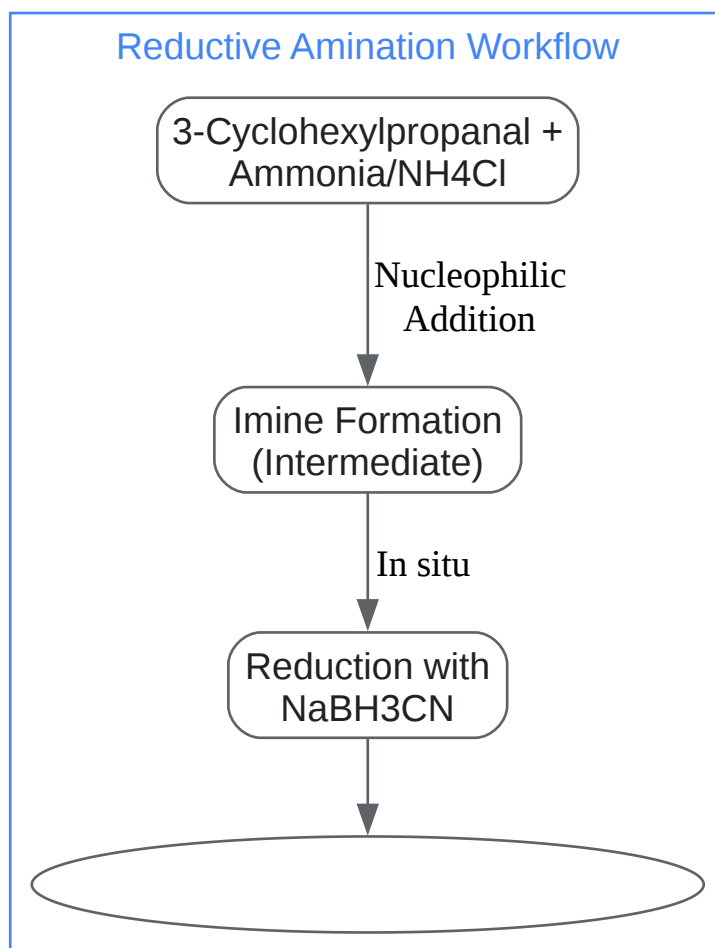 Reductive Amination Workflow
3-Cyclohexylpropanal +
Ammonia/NH4Cl
Nucleophilic
Addition
Imine Formation
(Intermediate)
In situ
Reduction with
NaBH3CN